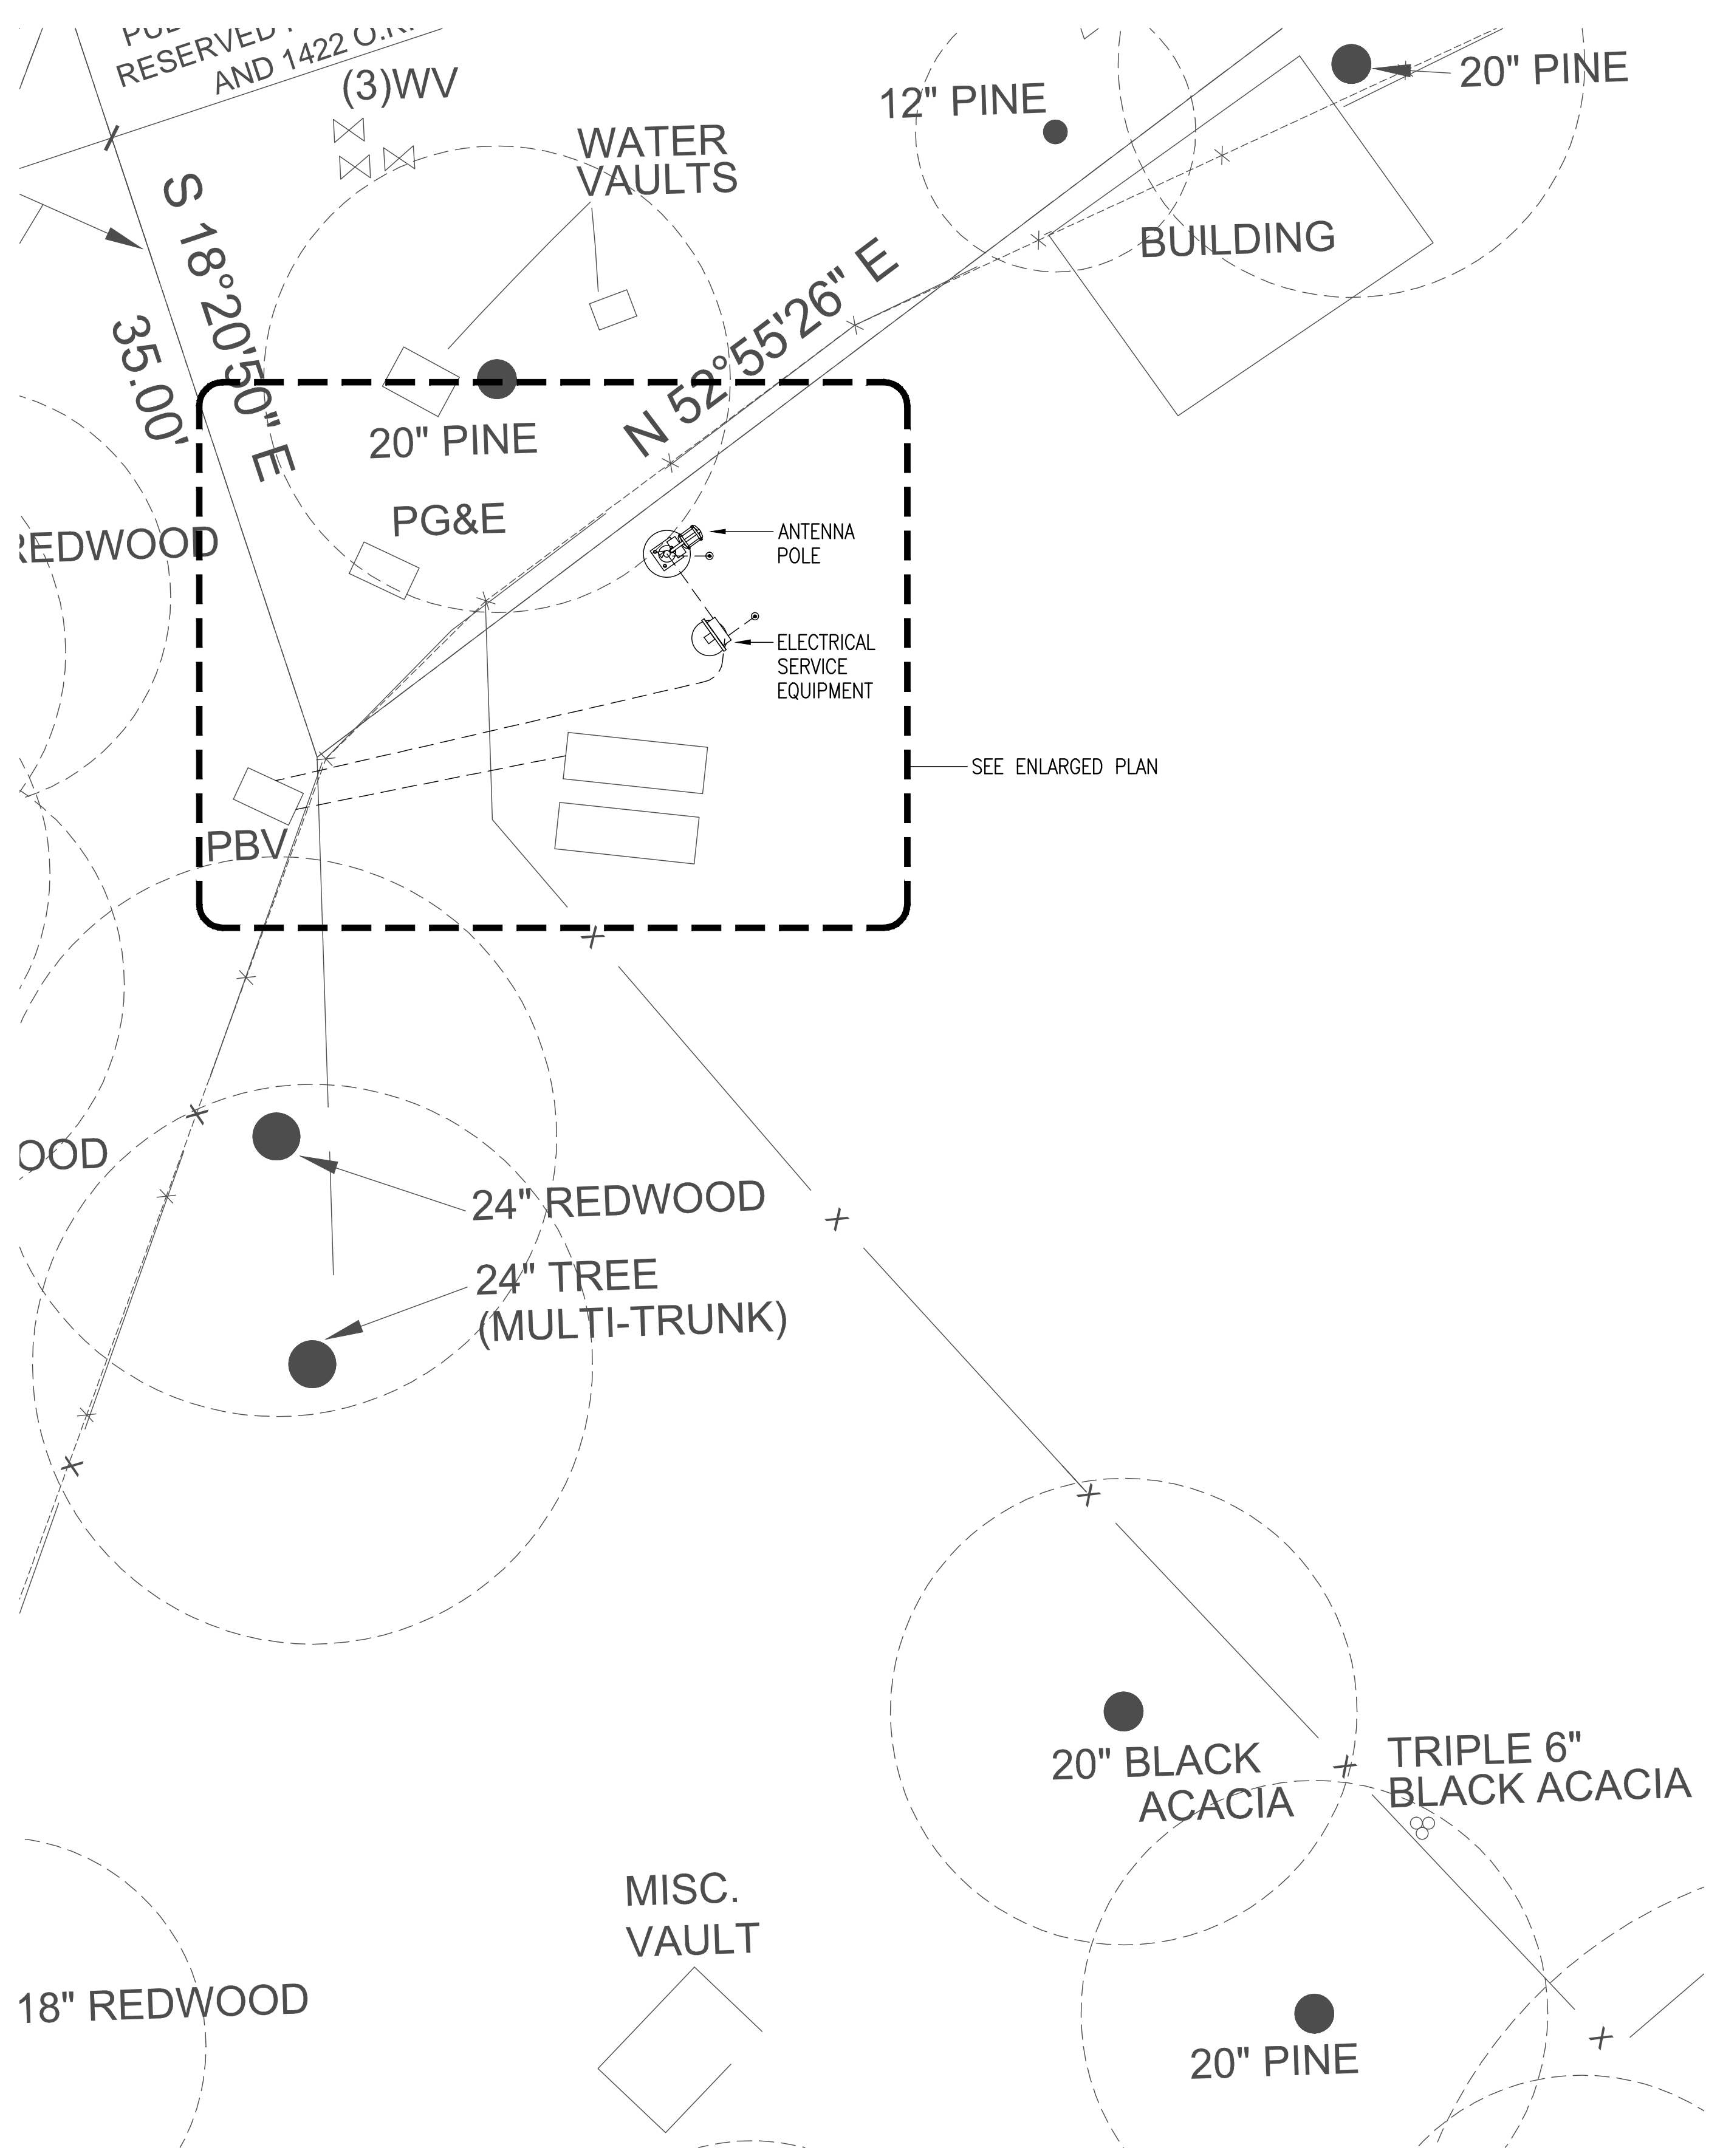 RESERVED
AND 1422 O.R.
(3)WV
WATER
VAULTS
12" PINE
20" PINE
BUILDING
S 18°20'50" E
35.00'
N 52°55'26" E
20" PINE
PG&E
REDWOOD
ANTENNA
POLE
ELECTRICAL
SERVICE
EQUIPMENT
SEE ENLARGED PLAN
PBV
OOD
24" REDWOOD
24" TREE
(MULTI-TRUNK)
20" BLACK
ACACIA
TRIPLE 6"
BLACK ACACIA
MISC.
VAULT
18" REDWOOD
20" PINE